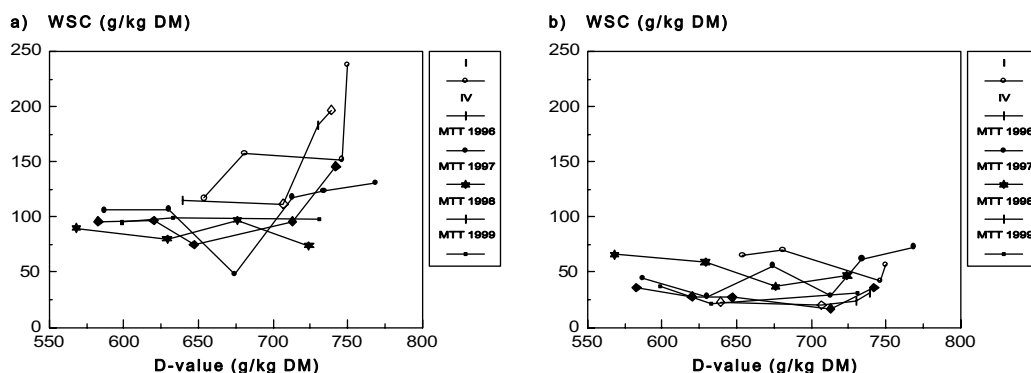 a) WSC (g/kg DM)
250
200
150
100
50
0
550 600 650 700 750 800
D-value (g/kg DM)
I
IV
MTT 1996
MTT 1997
MTT 1998
MTT 1999
b) WSC (g/kg DM)
250
200
150
100
50
0
550 600 650 700 750 800
D-value (g/kg DM)
I
IV
MTT 1996
MTT 1997
MTT 1998
MTT 1999